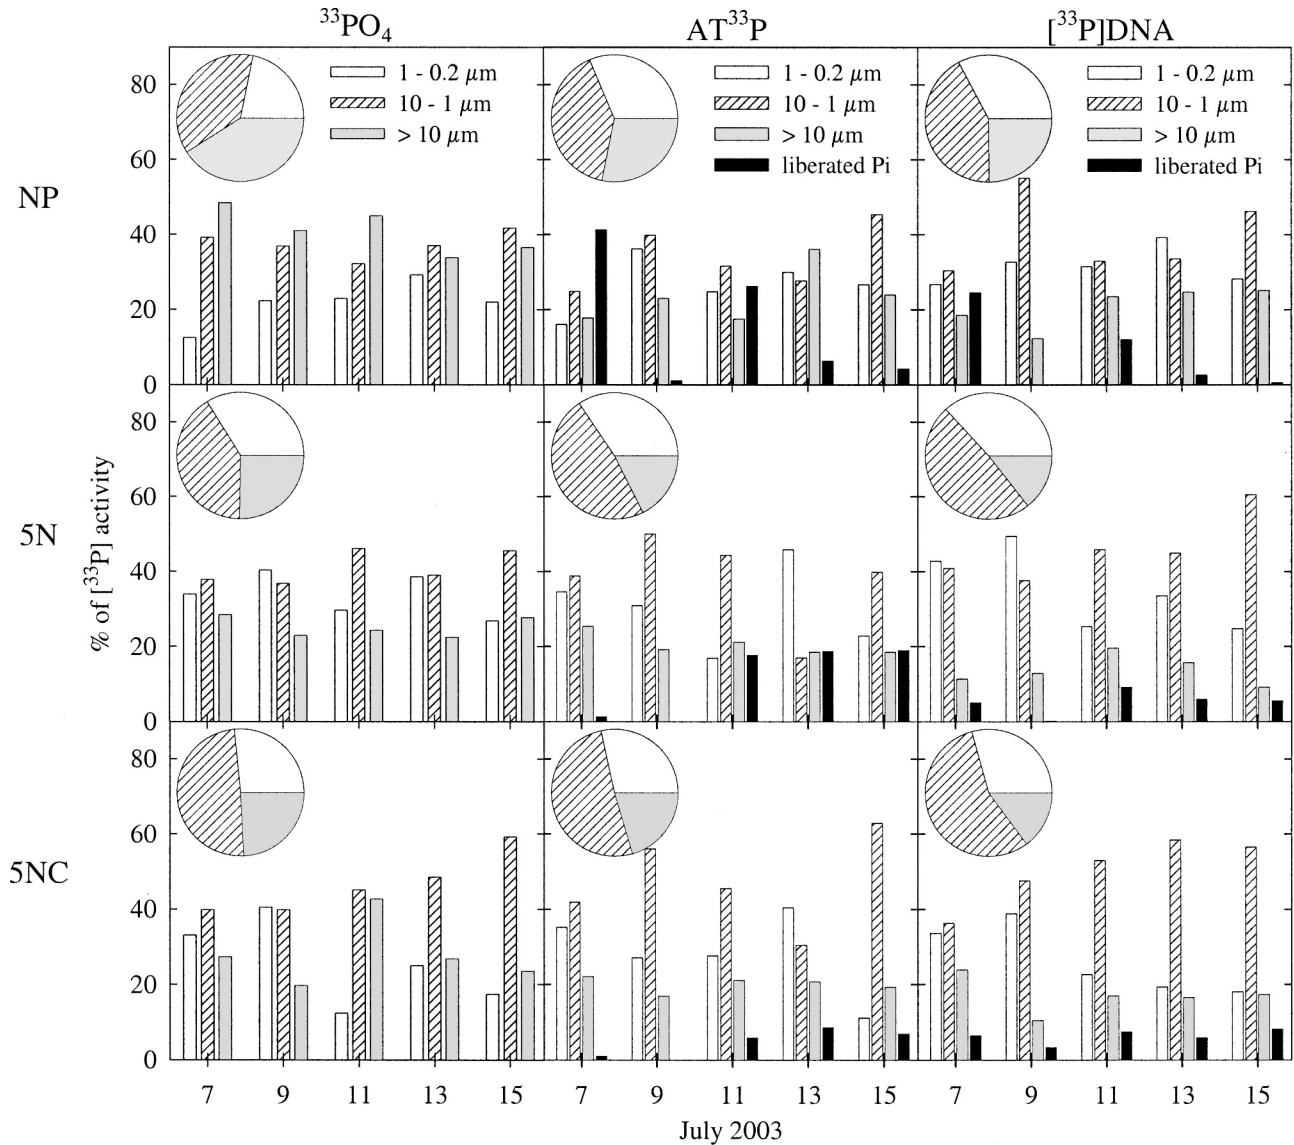 ³³PO₄ AT³³P [³³P]DNA
1 - 0.2 µm
10 - 1 µm
> 10 µm
1 - 0.2 µm
10 - 1 µm
> 10 µm
liberated Pi
1 - 0.2 µm
10 - 1 µm
> 10 µm
liberated Pi
NP
80
60
40
20
0
5N
% of [³³P] activity
80
60
40
20
0
5NC
80
60
40
20
0
7 9 11 13 15 7 9 11 13 15 7 9 11 13 15
July 2003